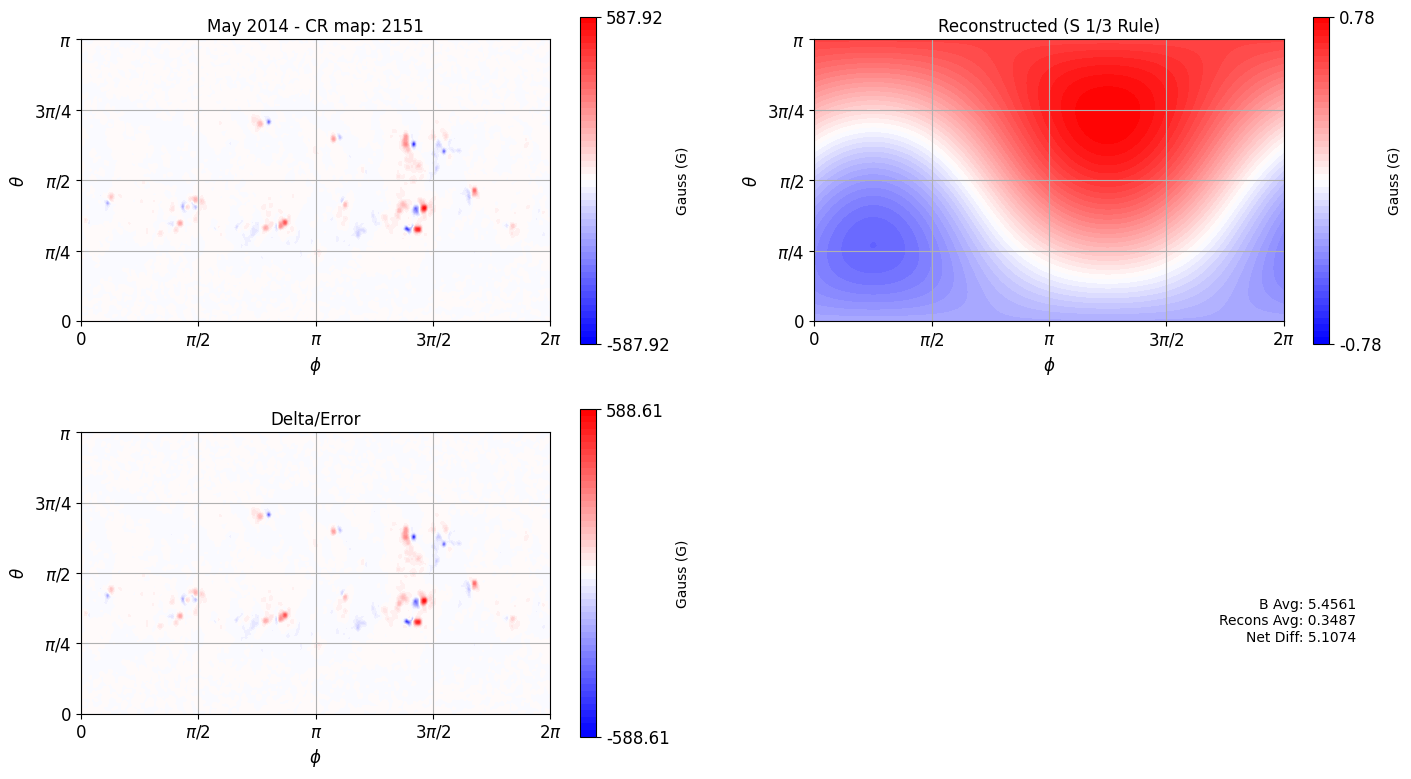 May 2014 - CR map: 2151
π
3π/4
π/2
π/4
0
θ
0
π/2
π
3π/2
2π
ϕ
587.92
-587.92
Gauss (G)
Reconstructed (S 1/3 Rule)
π
3π/4
π/2
π/4
0
θ
0
π/2
π
3π/2
2π
ϕ
0.78
-0.78
Gauss (G)
Delta/Error
π
3π/4
π/2
π/4
0
θ
0
π/2
π
3π/2
2π
ϕ
588.61
-588.61
Gauss (G)
B Avg: 5.4561
Recons Avg: 0.3487
Net Diff: 5.1074